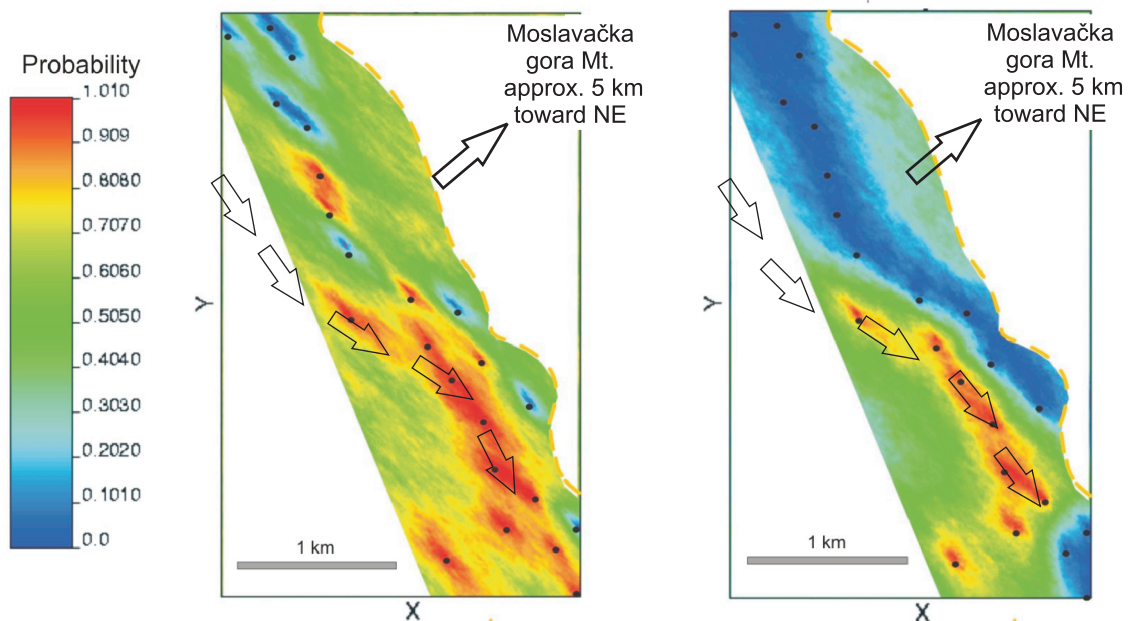 Probability
1.010
0.909
0.8080
0.7070
0.6060
0.5050
0.4040
0.3030
0.2020
0.1010
0.0
Moslavačka
gora Mt.
approx. 5 km
toward NE
Y
1 km
X
Moslavačka
gora Mt.
approx. 5 km
toward NE
Y
1 km
X